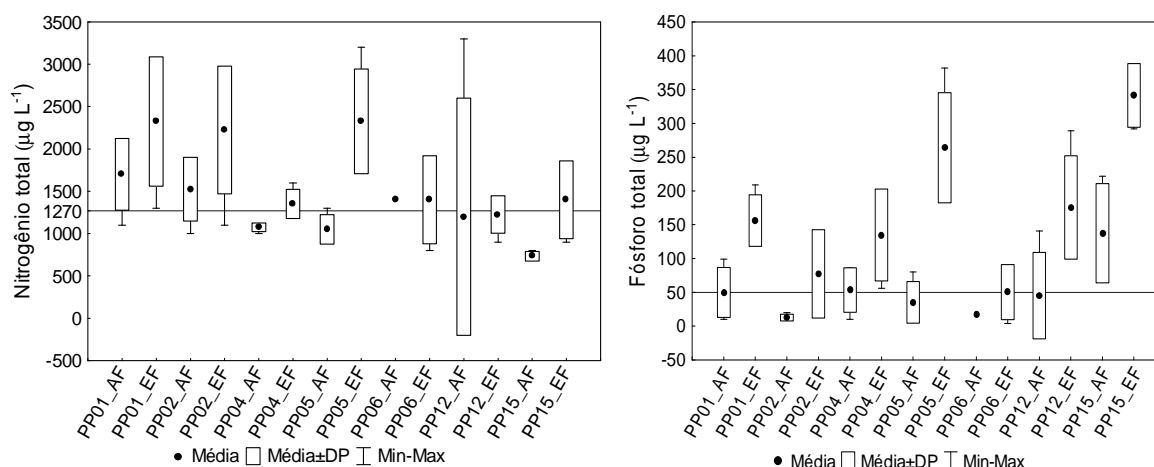 Nitrogênio total (µg L⁻¹)
3500
3000
2500
2000
1500
1270
1000
500
0
-500
PP01_AF
PP01_EF
PP02_AF
PP02_EF
PP04_AF
PP04_EF
PP05_AF
PP05_EF
PP06_AF
PP06_EF
PP12_AF
PP12_EF
PP15_AF
PP15_EF
Média Média±DP Min-Max
Fósforo total (µg L⁻¹)
450
400
350
300
250
200
150
100
50
0
-50
PP01_AF
PP01_EF
PP02_AF
PP02_EF
PP04_AF
PP04_EF
PP05_AF
PP05_EF
PP06_AF
PP06_EF
PP12_AF
PP12_EF
PP15_AF
PP15_EF
Média Média±DP Min-Max